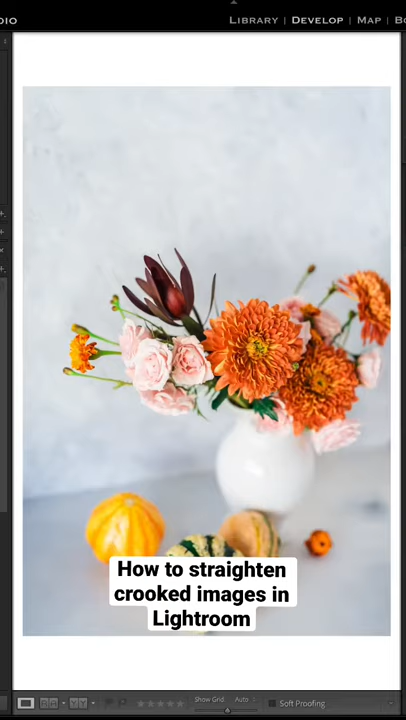 DIO
LIBRARY | DEVELOP | MAP | BO
How to straighten
crooked images in
Lightroom
Show Grid Auto
Soft Proofing